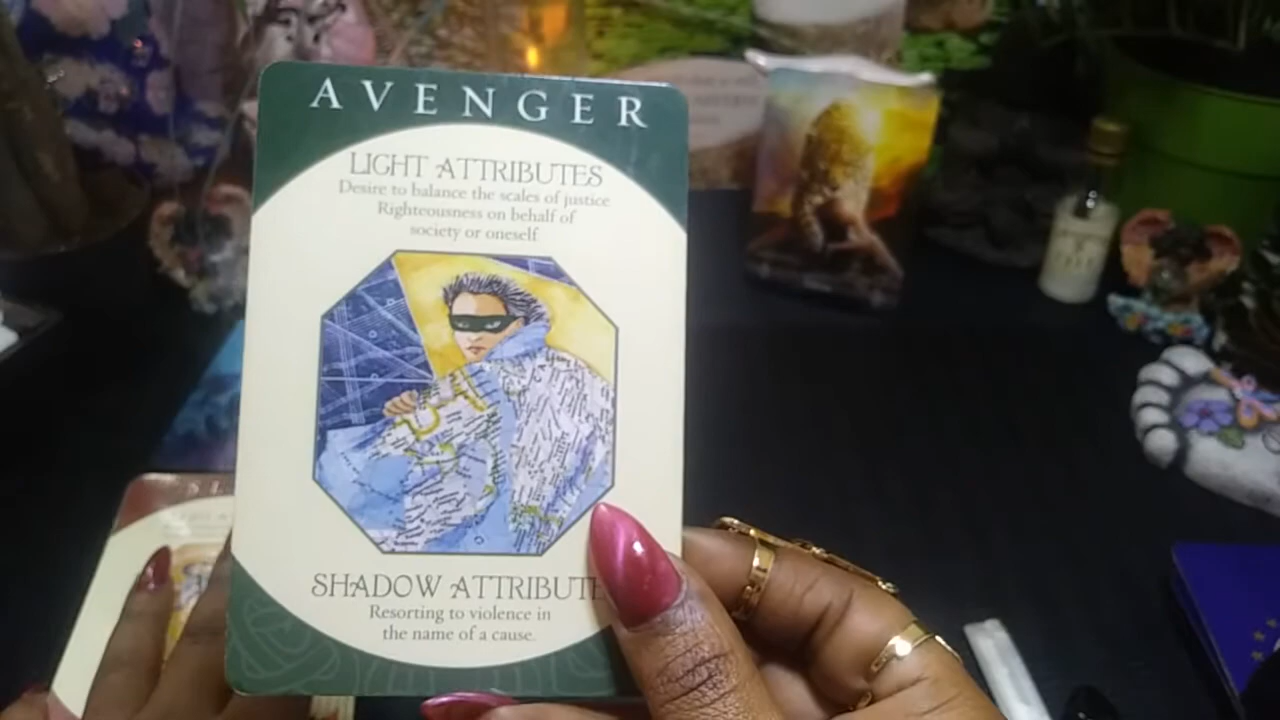 AVENGER
LIGHT ATTRIBUTES
Desire to balance the scales of justice
Righteousness on behalf of
society or oneself
SHADOW ATTRIBUTE
Resorting to violence in
the name of a cause.